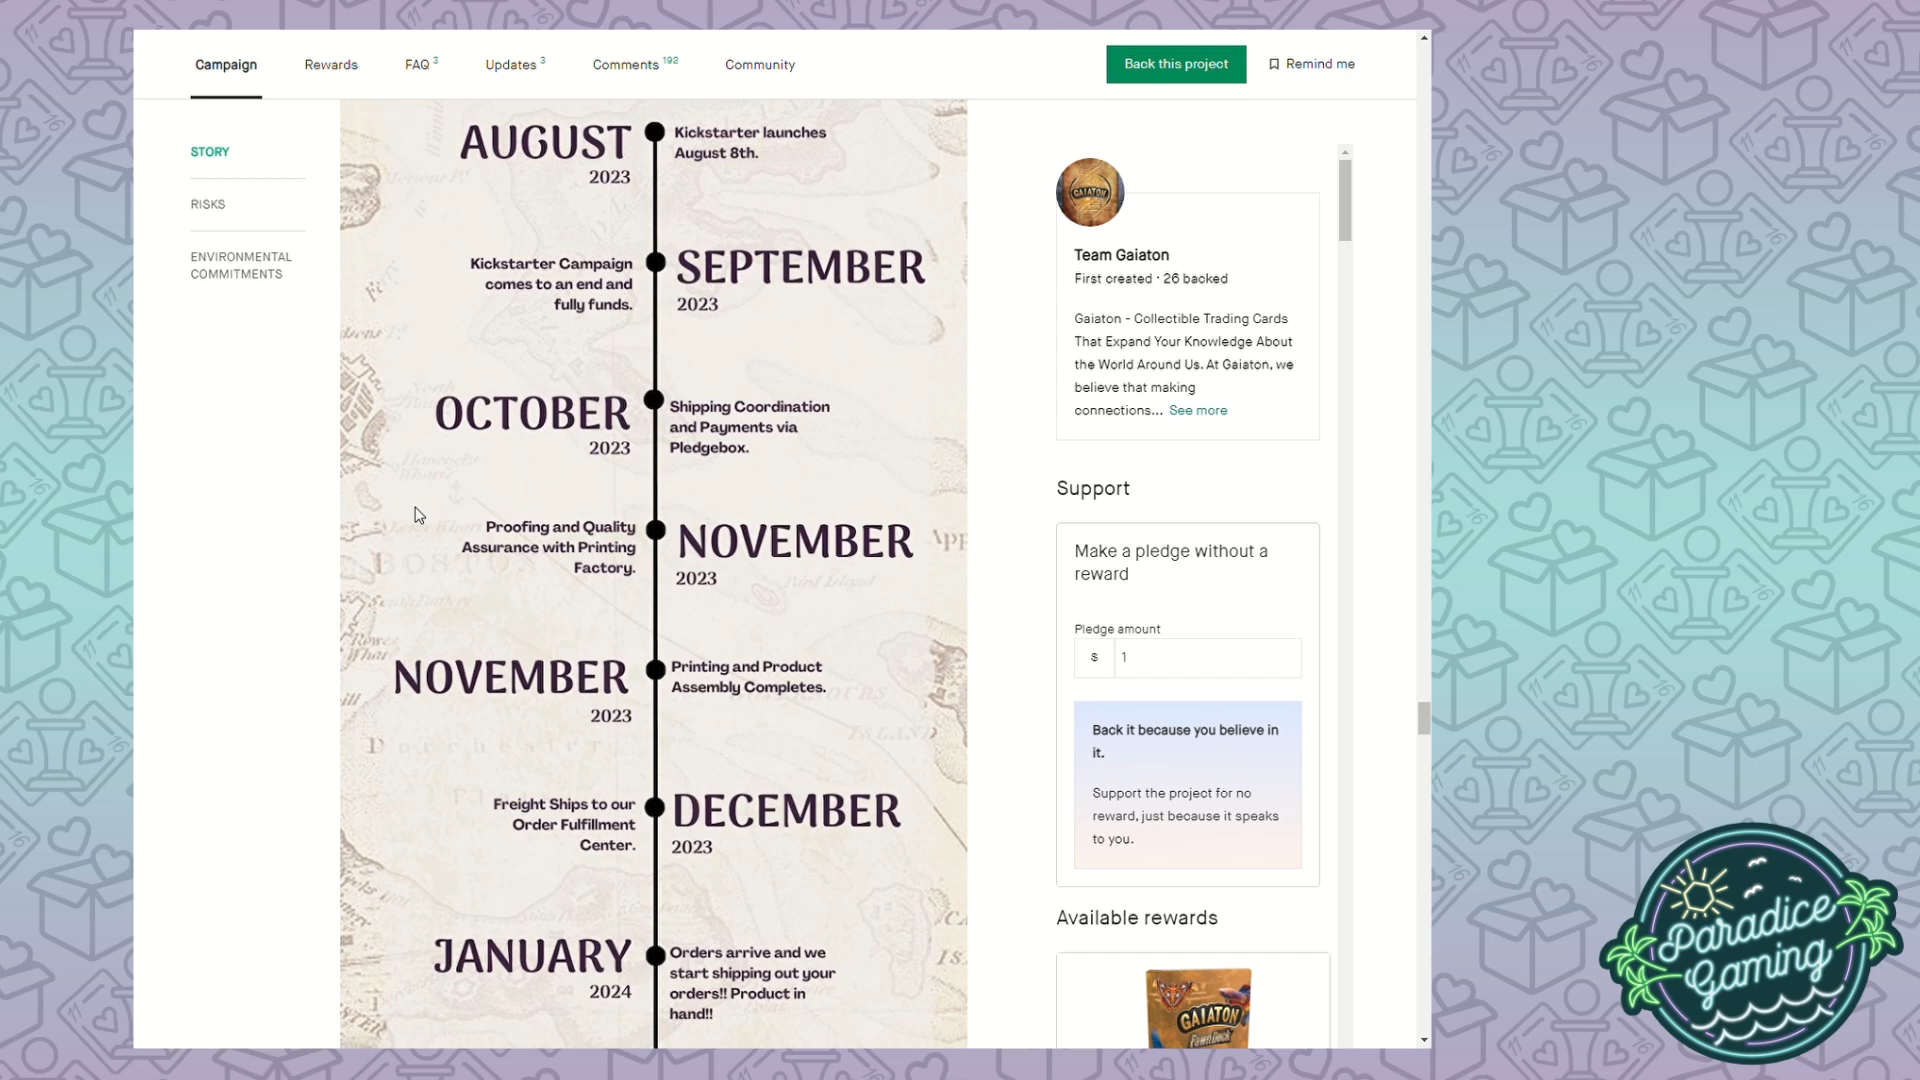 Campaign
Rewards
FAQ 3
Updates 3
Comments 192
Community
Back this project
Remind me
STORY
RISKS
ENVIRONMENTAL
COMMITMENTS
AUGUST
2023
Kickstarter launches
August 8th.
Kickstarter Campaign
comes to an end and
fully funds.
SEPTEMBER
2023
OCTOBER
2023
Shipping Coordination
and Payments via
Pledgebox.
Proofing and Quality
Assurance with Printing
Factory.
NOVEMBER
2023
NOVEMBER
2023
Printing and Product
Assembly Completes.
Freight Ships to our
Order Fulfillment
Center.
DECEMBER
2023
JANUARY
2024
Orders arrive and we
start shipping out your
orders!! Product in
hand!!
BOSTON
Dorchester
ISLAND
GAIATON
Team Gaiaton
First created · 26 backed
Gaiaton - Collectible Trading Cards
That Expand Your Knowledge About
the World Around Us. At Gaiaton, we
believe that making
connections... See more
Support
Make a pledge without a
reward
Pledge amount
$ 1
Back it because you believe in
it.
Support the project for no
reward, just because it speaks
to you.
Available rewards
GAIATON
Paradice
Gaming